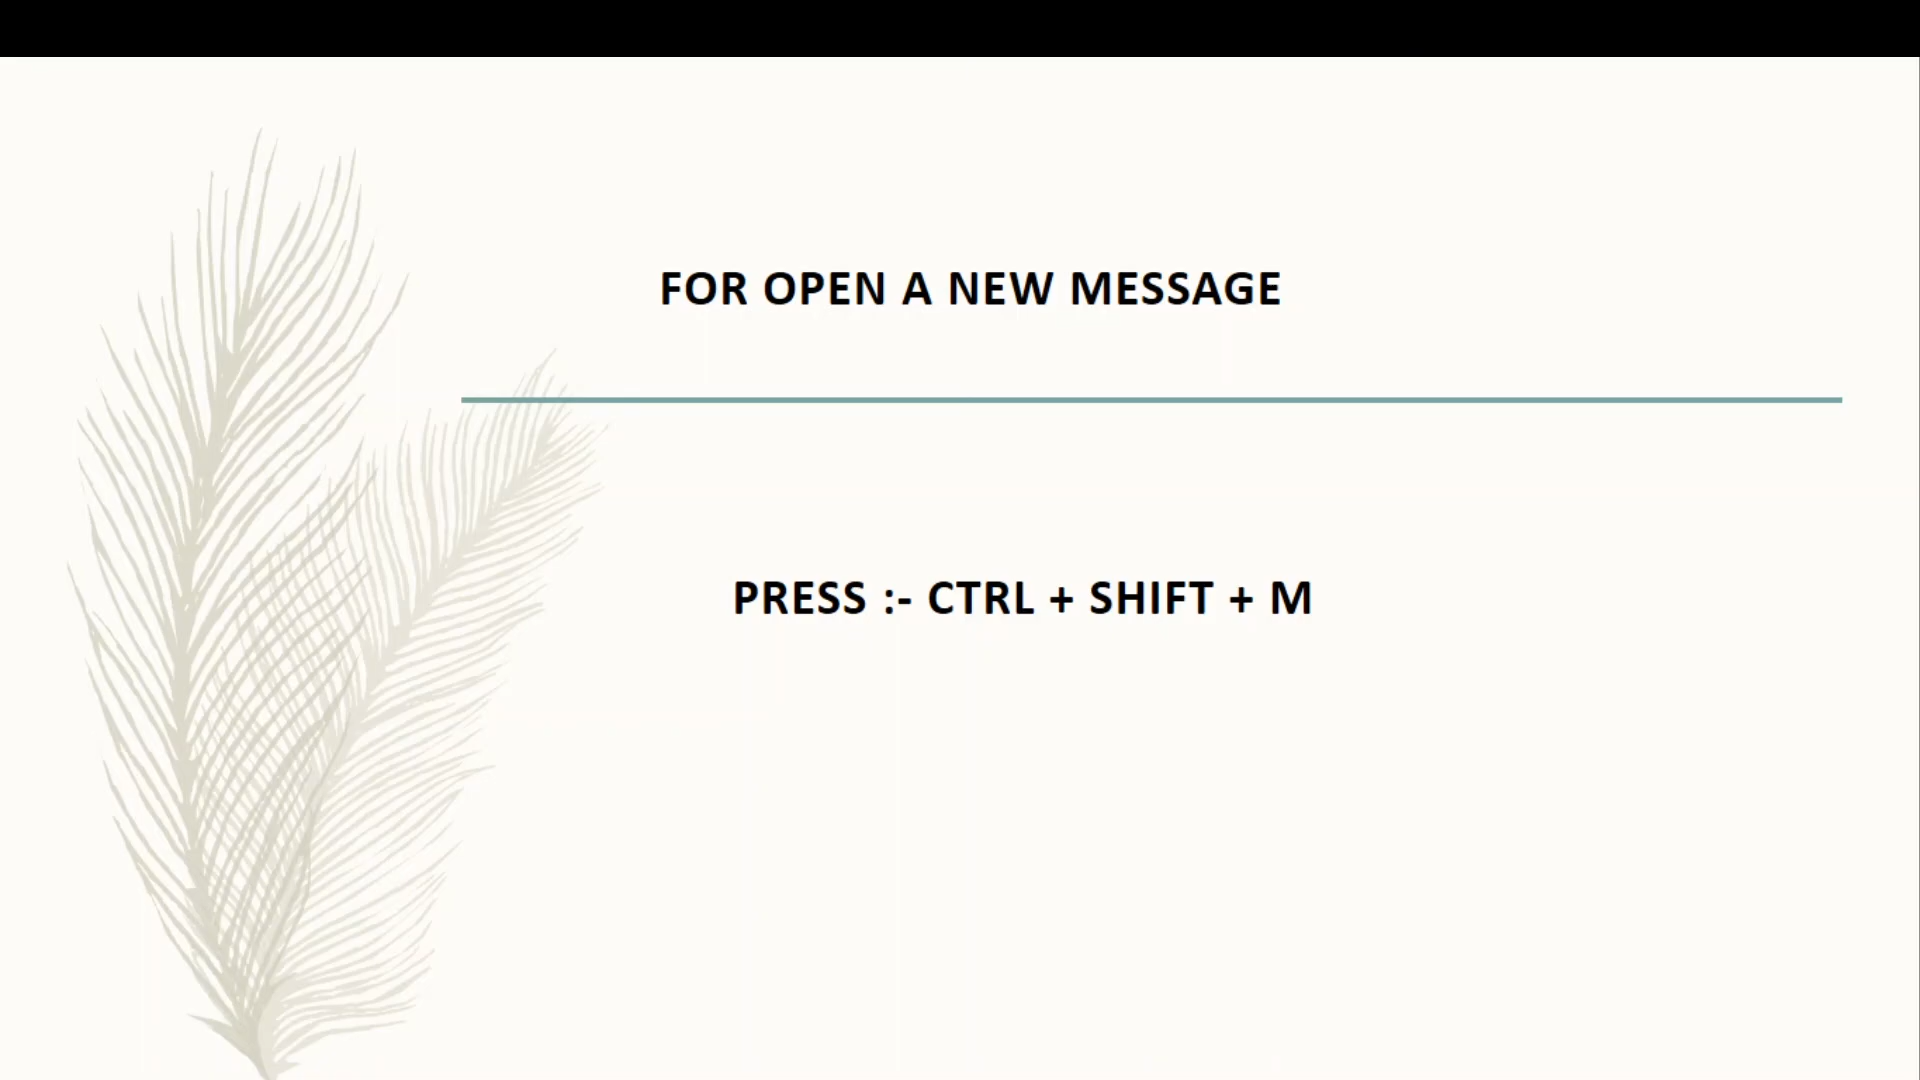 FOR OPEN A NEW MESSAGE
PRESS :- CTRL + SHIFT + M